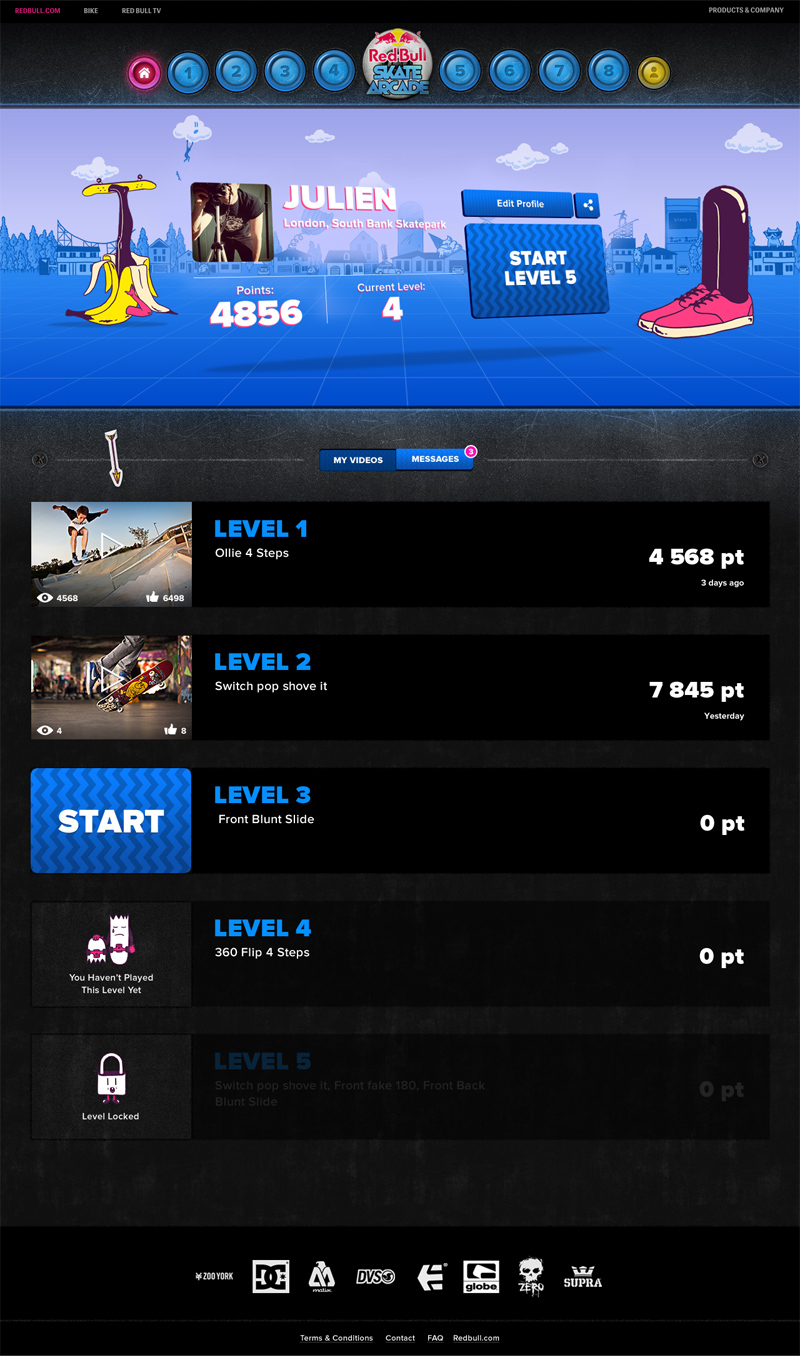 REDBULL.COM
BIKE
RED BULL TV
PRODUCTS & COMPANY
1
2
3
4
Red Bull
SKATE
ARCADE
5
6
7
8
JULIEN
London, South Bank Skatepark
Points:
4856
Current Level:
4
Edit Profile
START
LEVEL 5
MY VIDEOS
MESSAGES
3
LEVEL 1
Ollie 4 Steps
4 568 pt
3 days ago
4568
6498
LEVEL 2
Switch pop shove it
7 845 pt
Yesterday
4
8
START
LEVEL 3
Front Blunt Slide
0 pt
LEVEL 4
360 Flip 4 Steps
0 pt
You Haven't Played
This Level Yet
LEVEL 5
Switch pop shove it, Front fake 180, Front Back
Blunt Slide
0 pt
Level Locked
ZOO YORK
DC
matix
DVS
globe
ZERO
SUPRA
Terms & Conditions
Contact
FAQ
Redbull.com